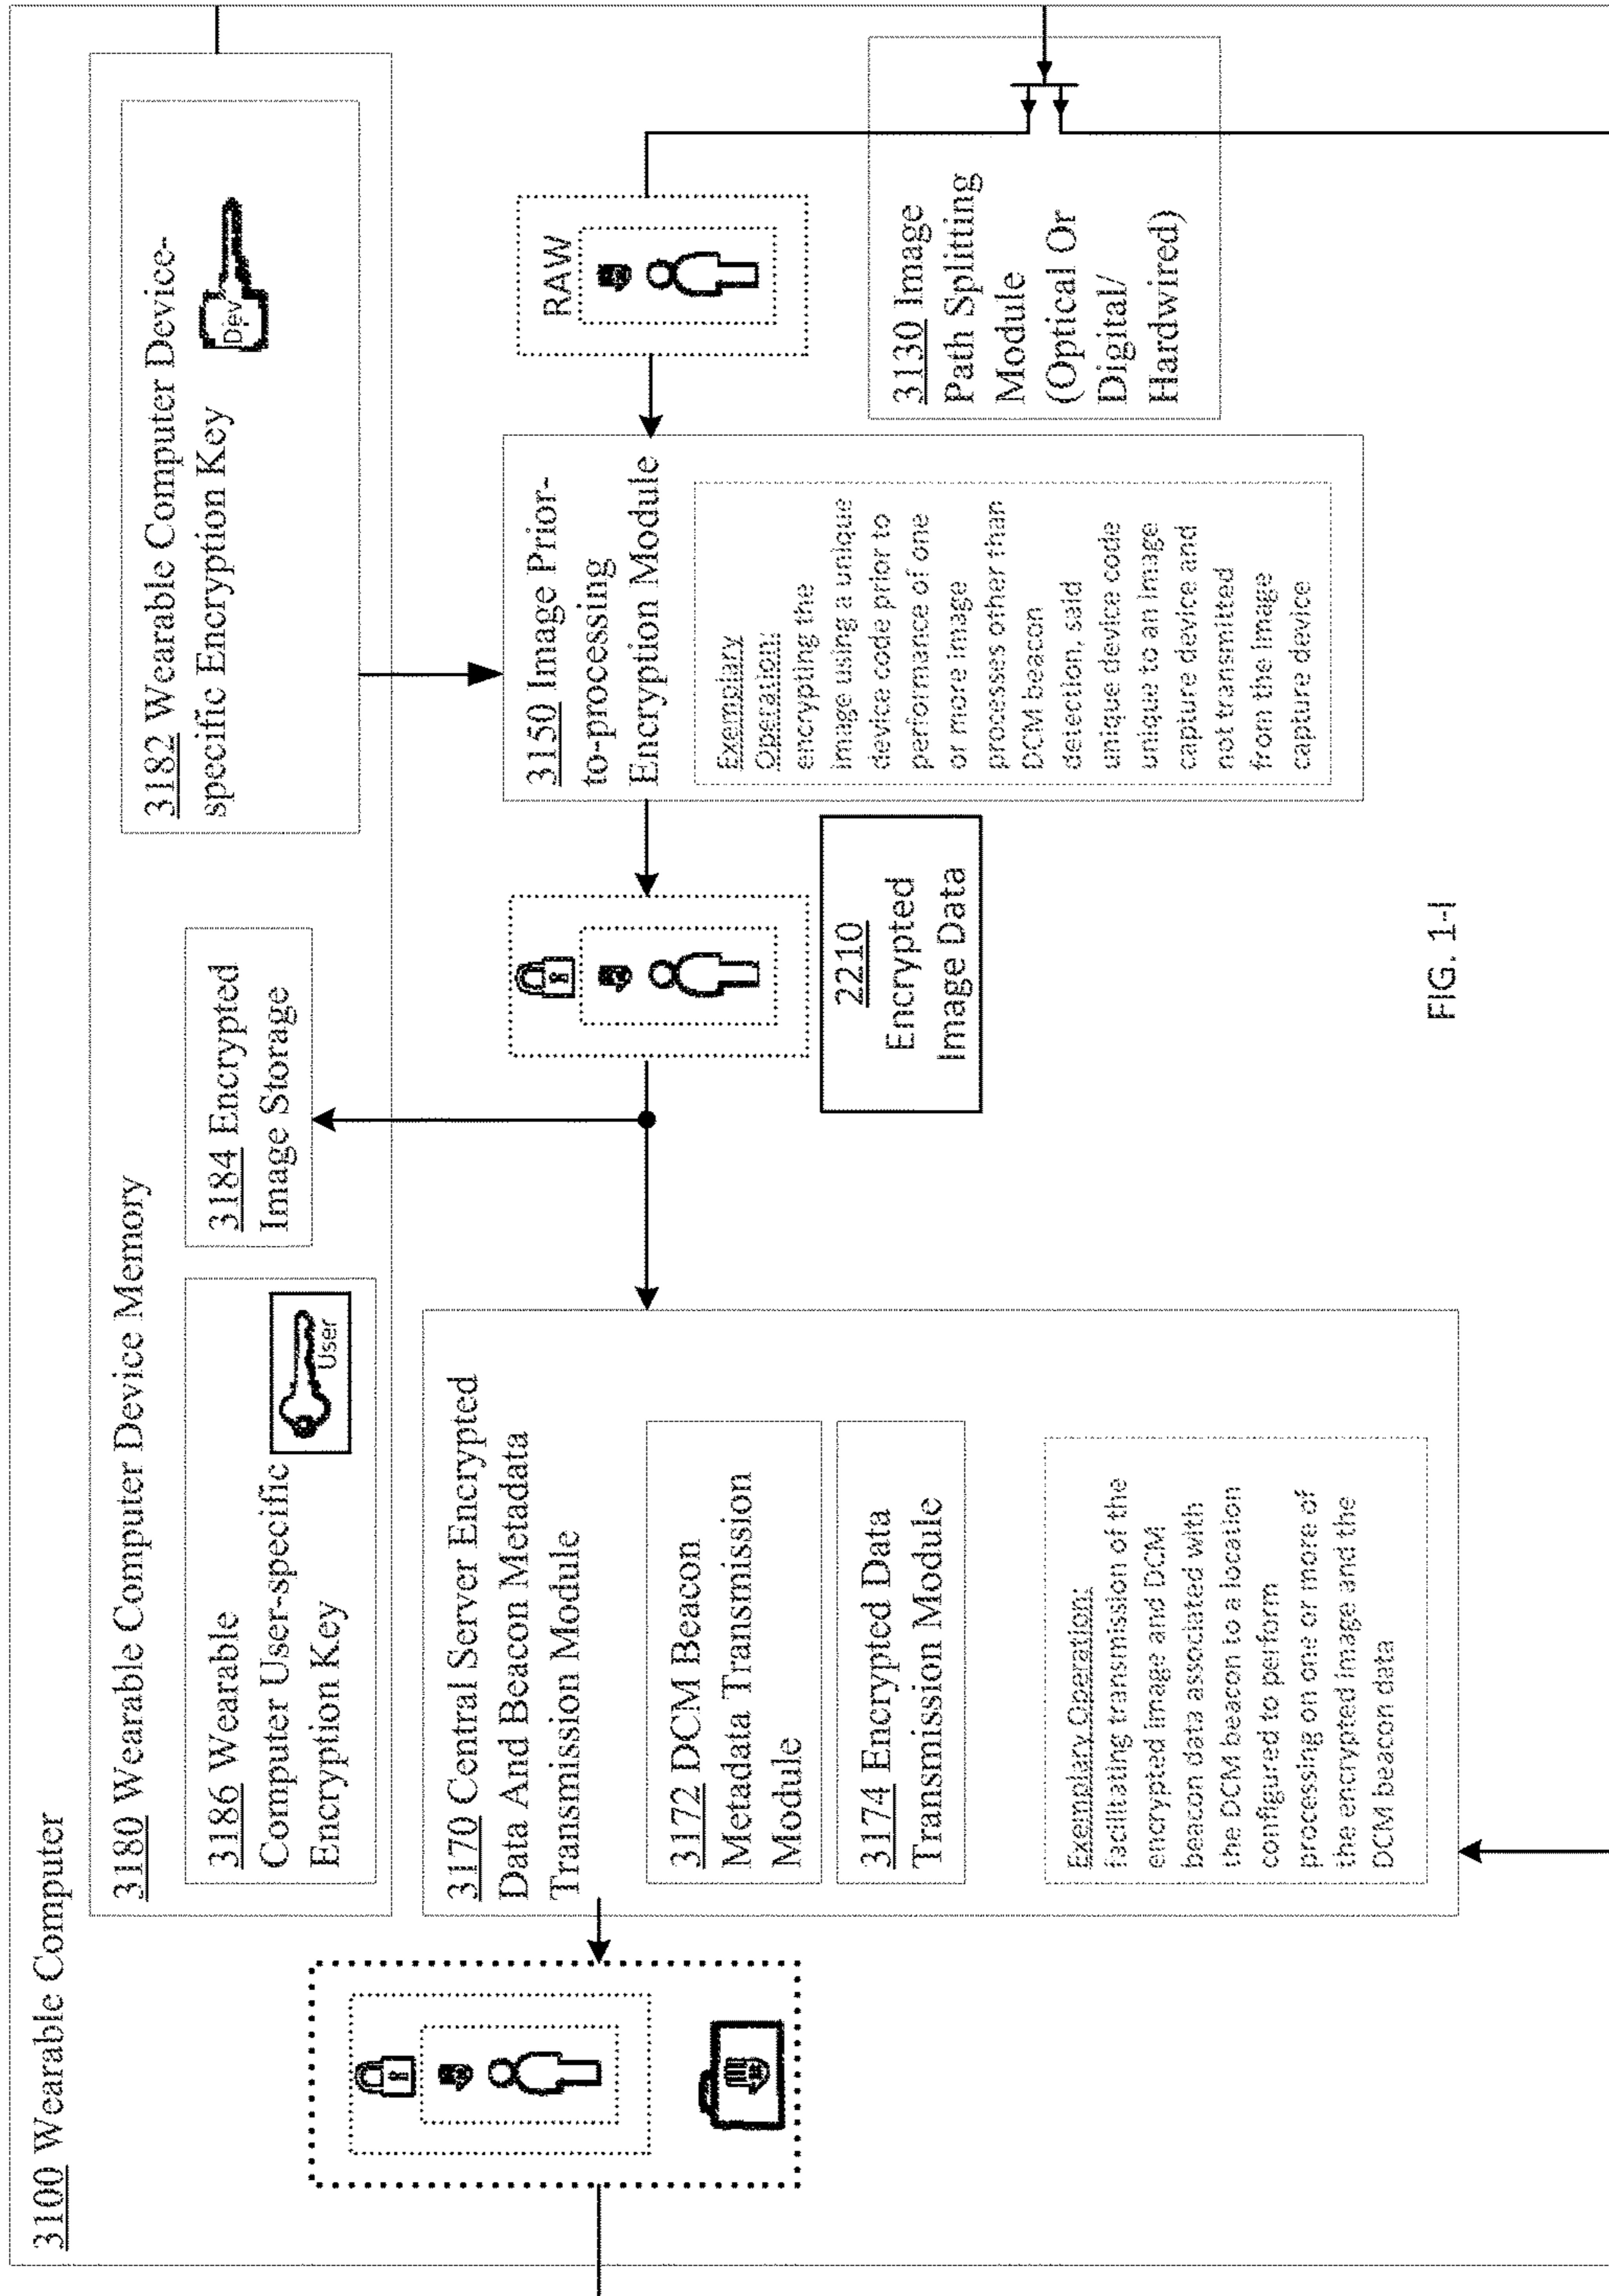 3100 Wearable Computer
3180 Wearable Computer Device Memory
3186 Wearable
Computer User-specific
Encryption Key
User
3184 Encrypted
Image Storage
3182 Wearable Computer Device-
specific Encryption Key
Dev
3170 Central Server Encrypted
Data And Beacon Metadata
Transmission Module
3172 DCM Beacon
Metadata Transmission
Module
3174 Encrypted Data
Transmission Module
Exemplary Operation:
facilitating transmission of the
encrypted image and DCM
beacon data associated with
the DCM beacon to a location
configured to perform
processing on one or more of
the encrypted image and the
DCM beacon data
2210
Encrypted
Image Data
3150 Image Prior-
to-processing
Encryption Module
Exemplary
Operation:
encrypting the
image using a unique
device code prior to
performance of one
or more image
processes other than
DCM beacon
detection, said
unique device code
unique to an image
capture device and
not transmitted
from the image
capture device
RAW
3130 Image
Path Splitting
Module
(Optical Or
Digital/
Hardwired)
FIG. 1-I